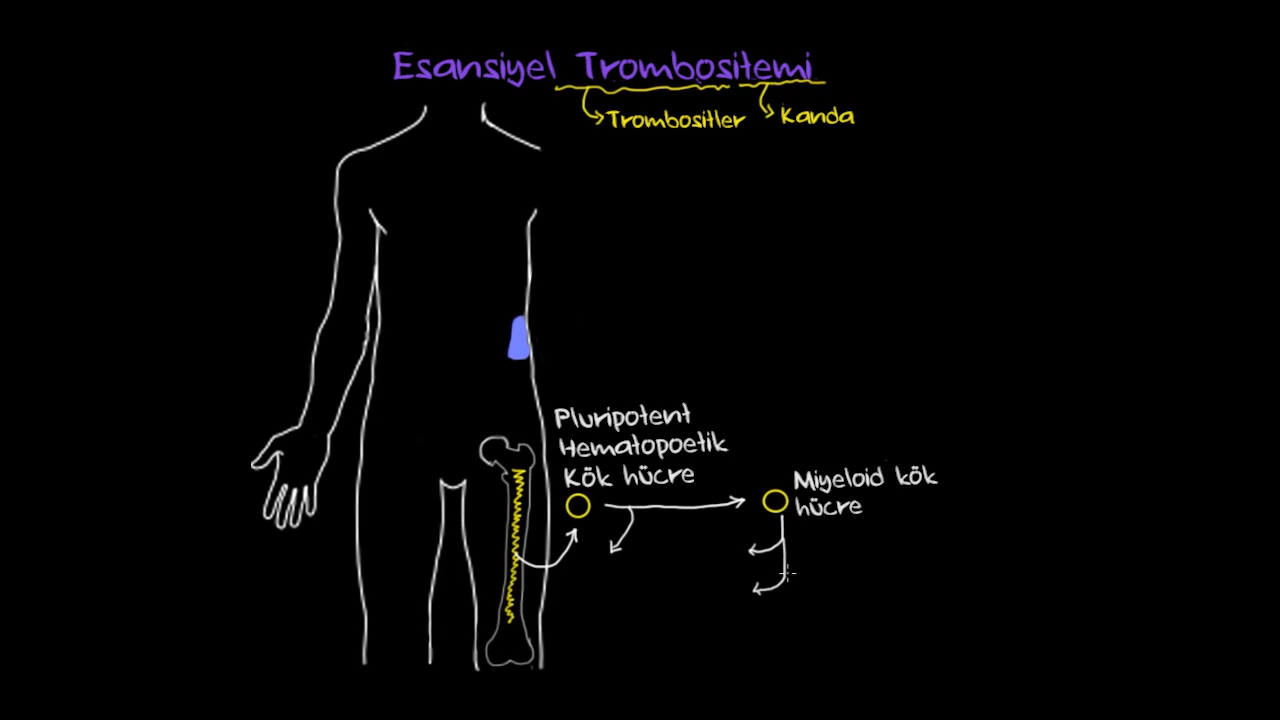 Esansiyel Trombositemi
Trombositler
Kanda
Pluripotent
Hematopoetik
Kök hücre
Miyeloid kök
hücre